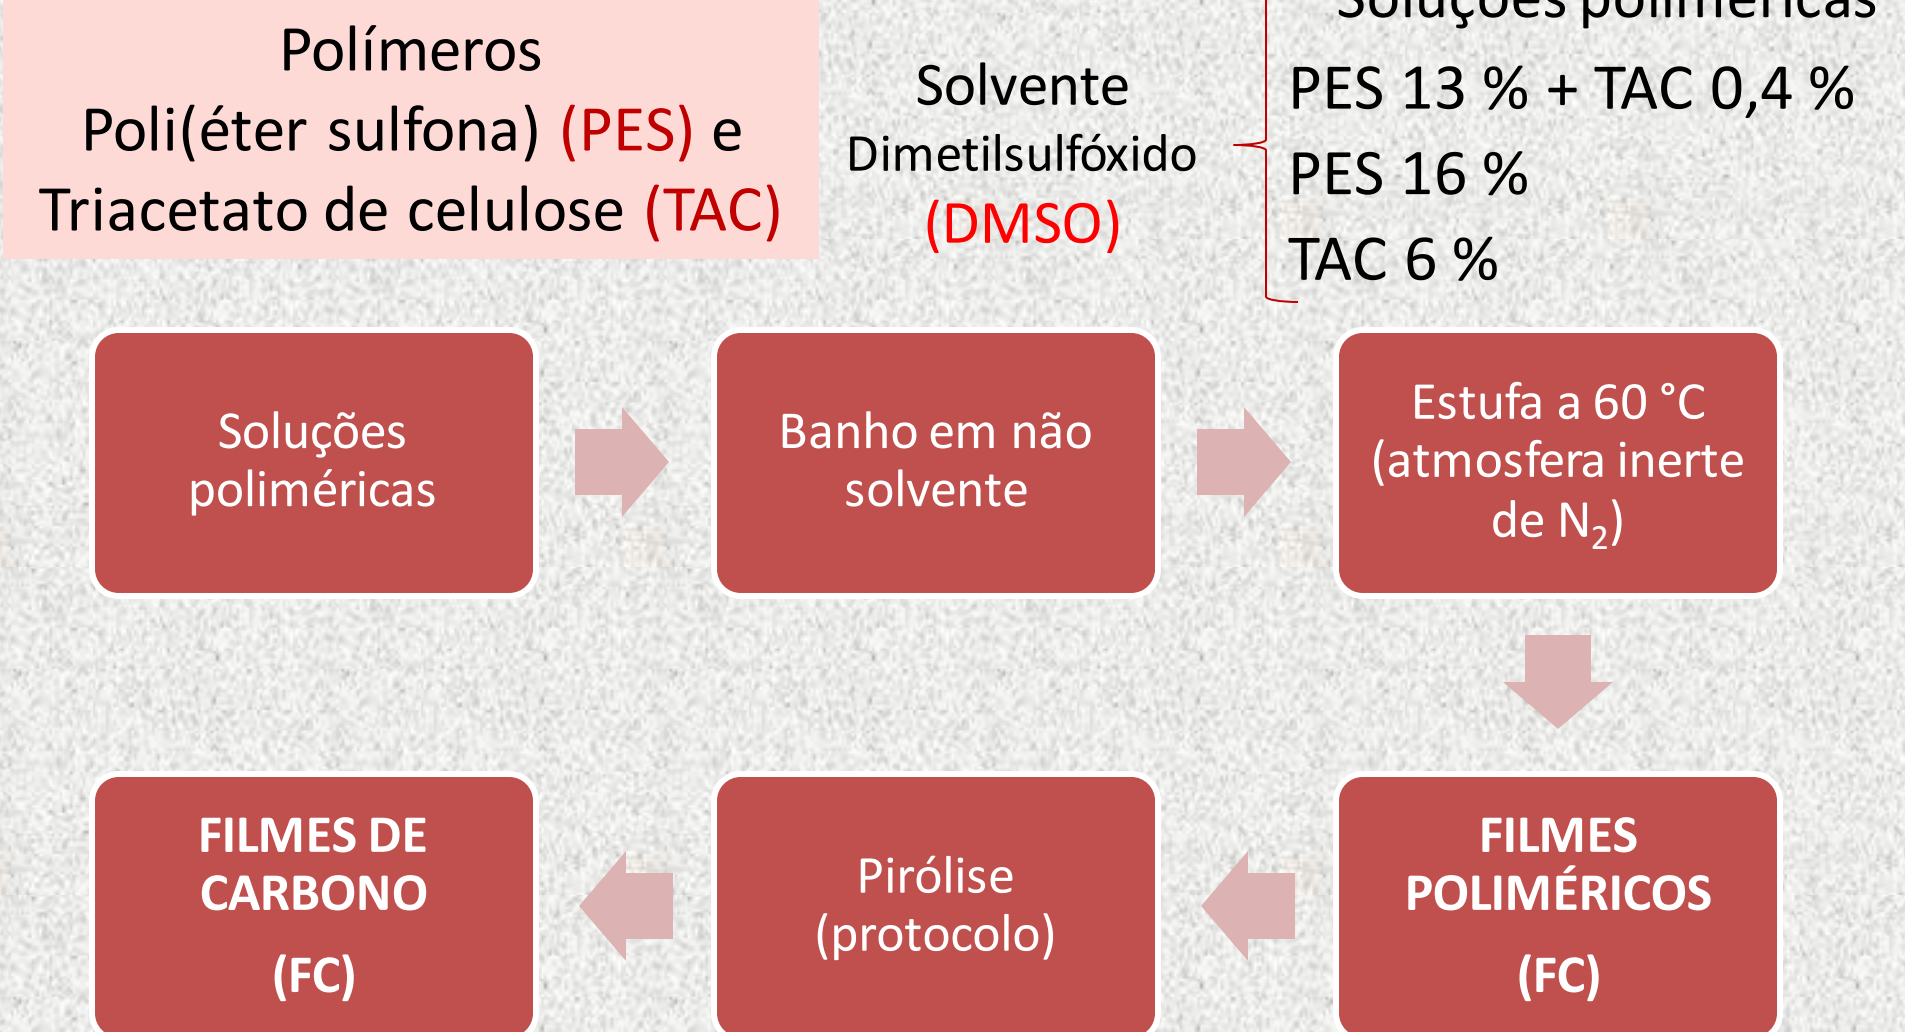 Polímeros
Poli(éter sulfona) (PES) e
Triacetato de celulose (TAC)
Solvente
Dimetilsulfóxido
(DMSO)
Soluções poliméricas
PES 13 % + TAC 0,4 %
PES 16 %
TAC 6 %
Soluções
poliméricas
Banho em não
solvente
Estufa a 60 °C
(atmosfera inerte
de N₂)
FILMES
POLIMÉRICOS
(FC)
Pirólise
(protocolo)
FILMES DE
CARBONO
(FC)